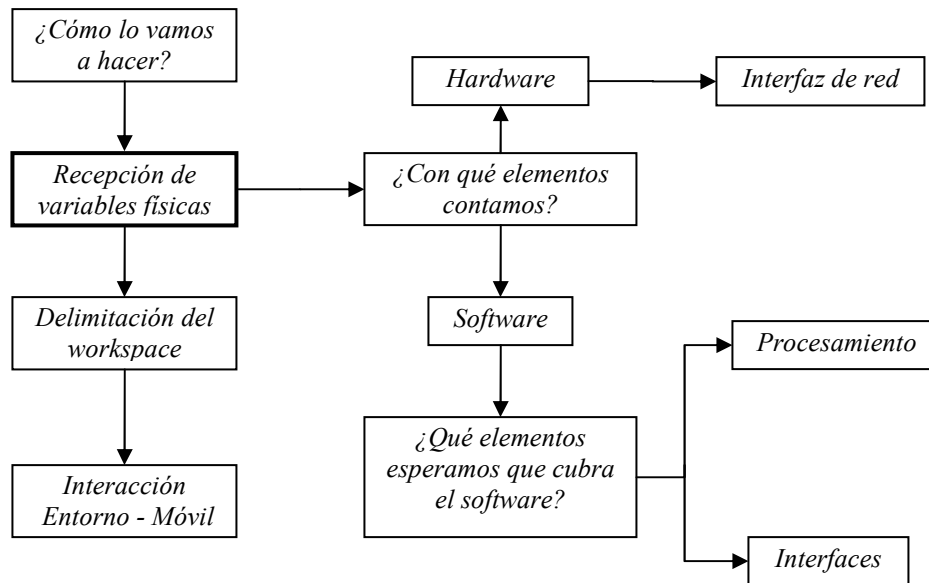 ¿Cómo lo vamos
a hacer?
Hardware
Interfaz de red
Recepción de
variables físicas
¿Con qué elementos
contamos?
Delimitación del
workspace
Software
Procesamiento
¿Qué elementos
esperamos que cubra
el software?
Interacción
Entorno - Móvil
Interfaces